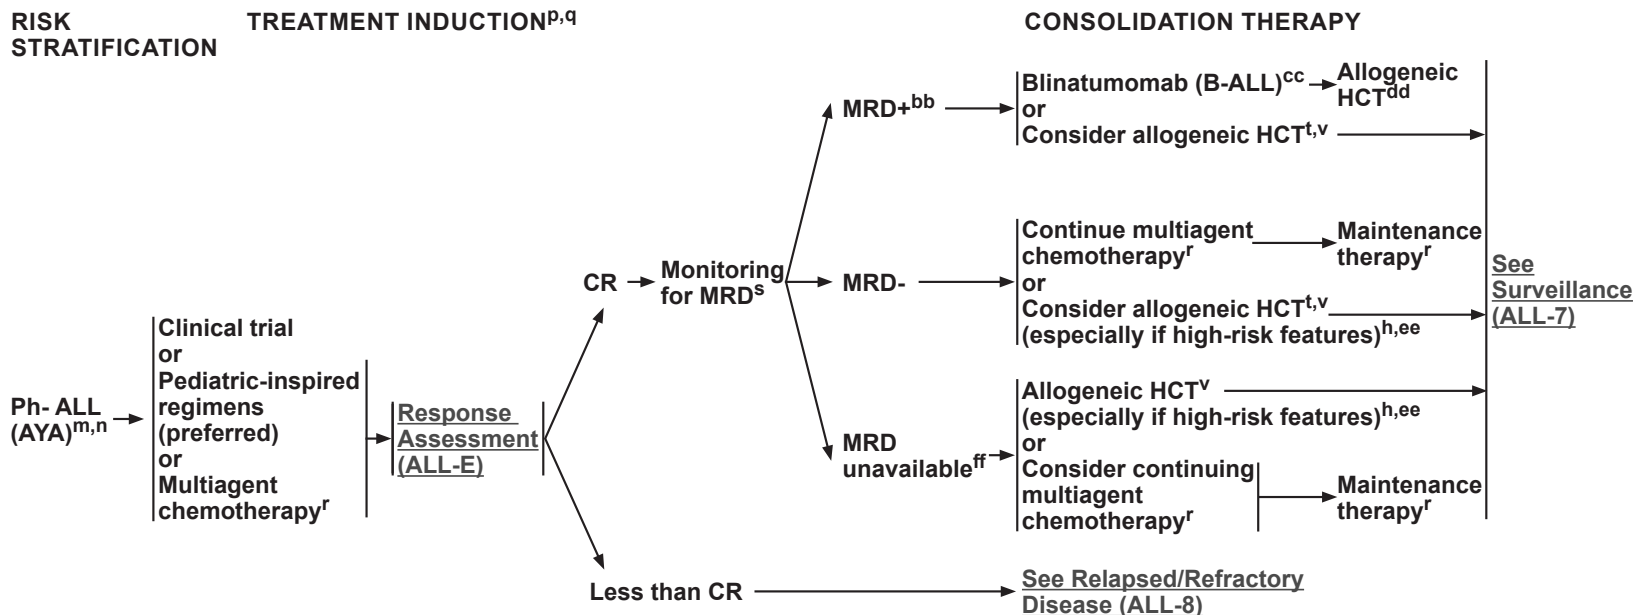 RISK
STRATIFICATION
TREATMENT INDUCTIONp,q
CONSOLIDATION THERAPY
Ph- ALL
(AYA)m,n
Clinical trial
or
Pediatric-inspired
regimens
(preferred)
or
Multiagent
chemotherapyr
Response
Assessment
(ALL-E)
CR
Monitoring
for MRDs
MRD+bb
Blinatumomab (B-ALL)cc
Allogeneic
HCTdd
or
Consider allogeneic HCTt,v
MRD-
Continue multiagent
chemotherapyr
Maintenance
therapyr
or
Consider allogeneic HCTt,v
(especially if high-risk features)h,ee
MRD
unavailableff
Allogeneic HCTv
(especially if high-risk features)h,ee
or
Consider continuing
multiagent
chemotherapyr
Maintenance
therapyr
See
Surveillance
(ALL-7)
Less than CR
See Relapsed/Refractory
Disease (ALL-8)